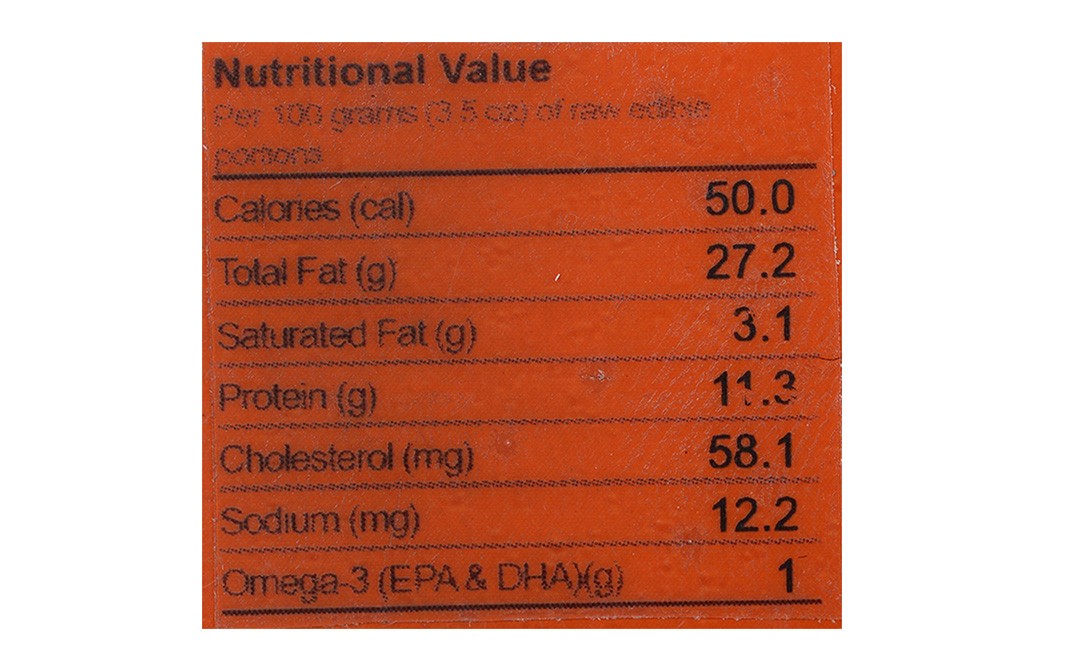 Nutritional Value
Per 100 grams (3.5 oz) of raw edible
portions
Calories (cal) 50.0
Total Fat (g) 27.2
Saturated Fat (g) 3.1
Protein (g) 11.3
Cholesterol (mg) 58.1
Sodium (mg) 12.2
Omega-3 (EPA & DHA)(g) 1